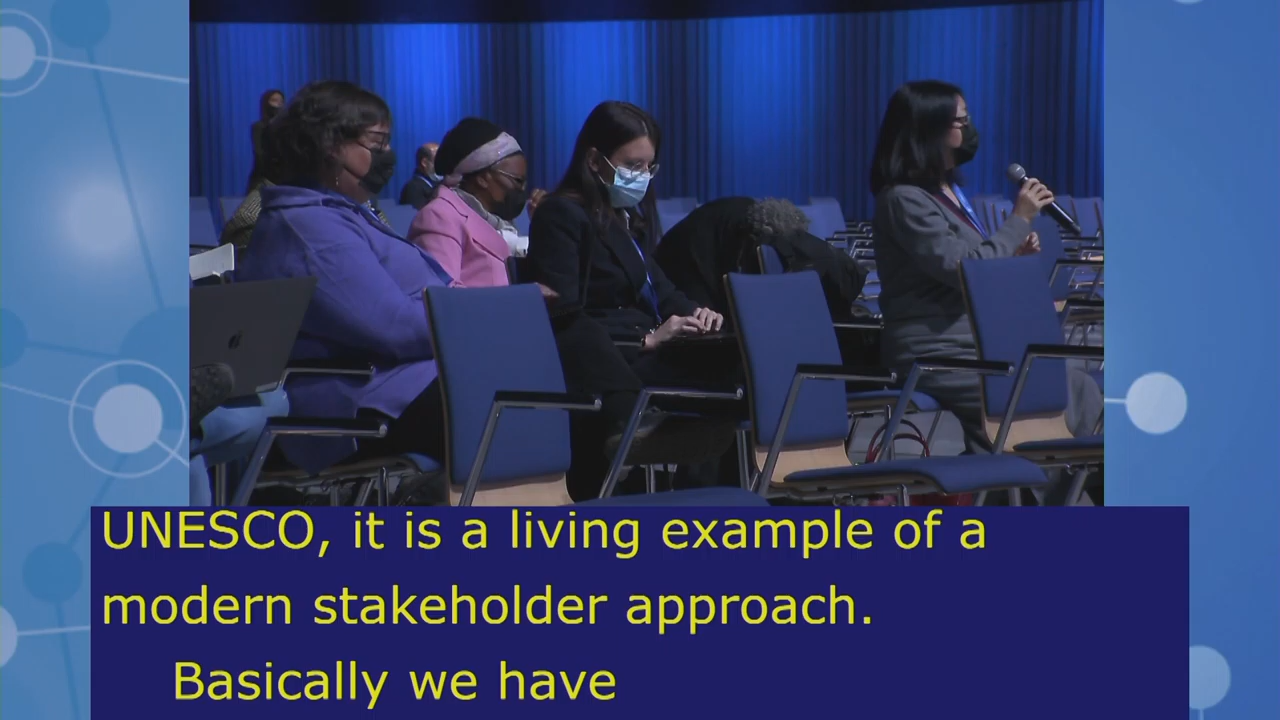 UNESCO, it is a living example of a
modern stakeholder approach.
Basically we have